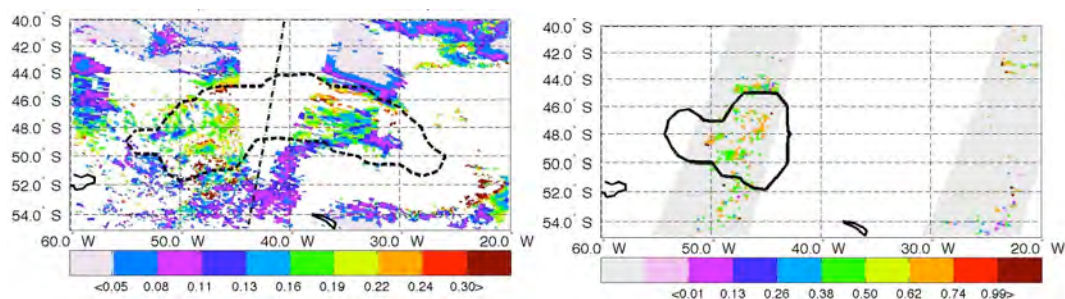 40.0° S
42.0° S
44.0° S
46.0° S
48.0° S
50.0° S
52.0° S
54.0° S
60.0 W 50.0° W 40.0° W 30.0° W 20.0° W
<0.05 0.08 0.11 0.13 0.16 0.19 0.22 0.24 0.30>
40.0° S
42.0° S
44.0° S
46.0° S
48.0° S
50.0° S
52.0° S
54.0° S
60.0° W 50.0° W 40.0° W 30.0° W 20.0° W
<0.01 0.13 0.26 0.38 0.50 0.62 0.74 0.99>